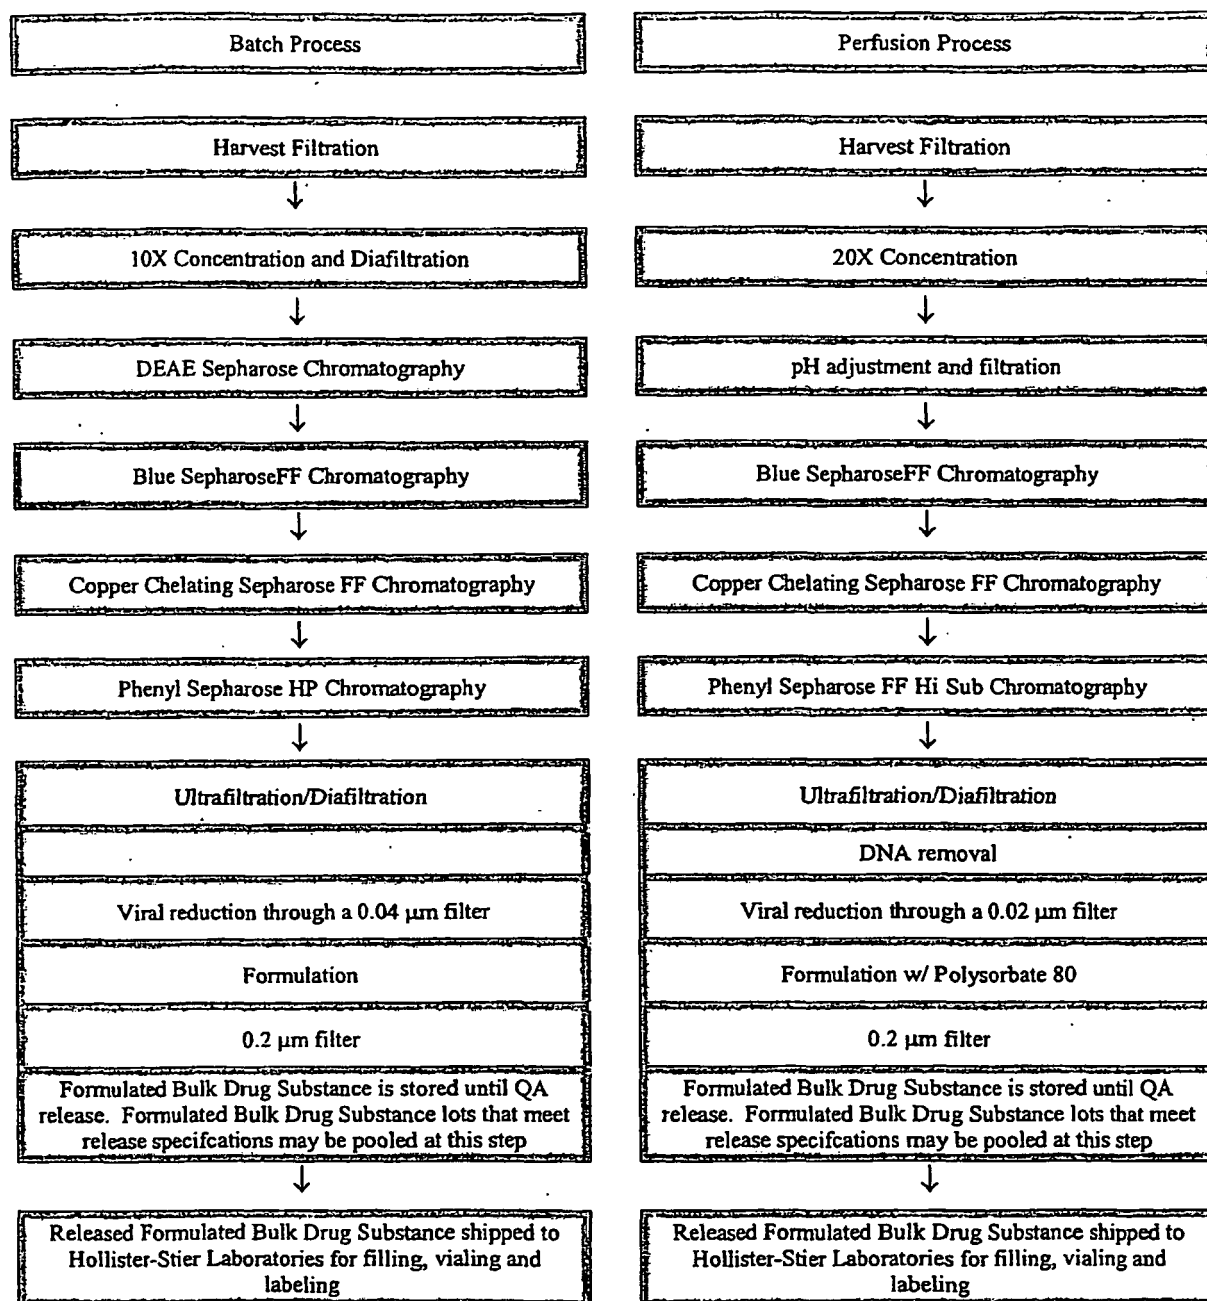 Batch Process
Harvest Filtration
10X Concentration and Diafiltration
DEAE Sepharose Chromatography
Blue SepharoseFF Chromatography
Copper Chelating Sepharose FF Chromatography
Phenyl Sepharose HP Chromatography
Ultrafiltration/Diafiltration
Viral reduction through a 0.04 μm filter
Formulation
0.2 μm filter
Formulated Bulk Drug Substance is stored until QA
release. Formulated Bulk Drug Substance lots that meet
release specifcations may be pooled at this step
Released Formulated Bulk Drug Substance shipped to
Hollister-Stier Laboratories for filling, vialing and
labeling
Perfusion Process
Harvest Filtration
20X Concentration
pH adjustment and filtration
Blue SepharoseFF Chromatography
Copper Chelating Sepharose FF Chromatography
Phenyl Sepharose FF Hi Sub Chromatography
Ultrafiltration/Diafiltration
DNA removal
Viral reduction through a 0.02 μm filter
Formulation w/ Polysorbate 80
0.2 μm filter
Formulated Bulk Drug Substance is stored until QA
release. Formulated Bulk Drug Substance lots that meet
release specifcations may be pooled at this step
Released Formulated Bulk Drug Substance shipped to
Hollister-Stier Laboratories for filling, vialing and
labeling